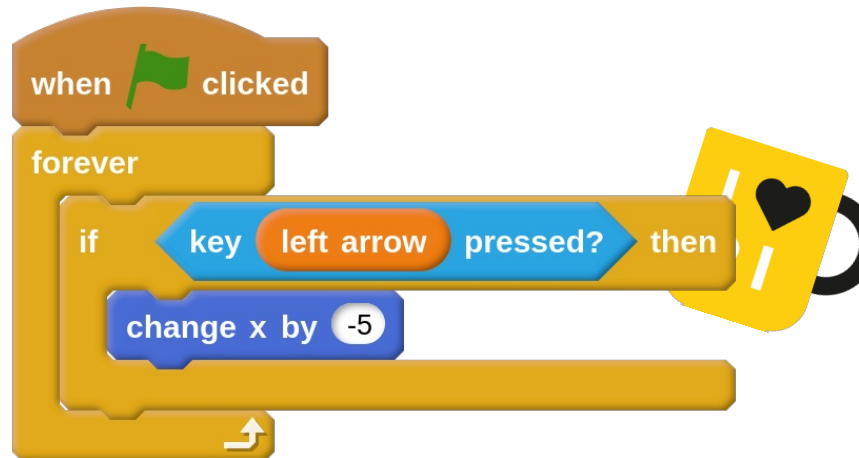 when clicked
forever
if key left arrow pressed? then
change x by -5